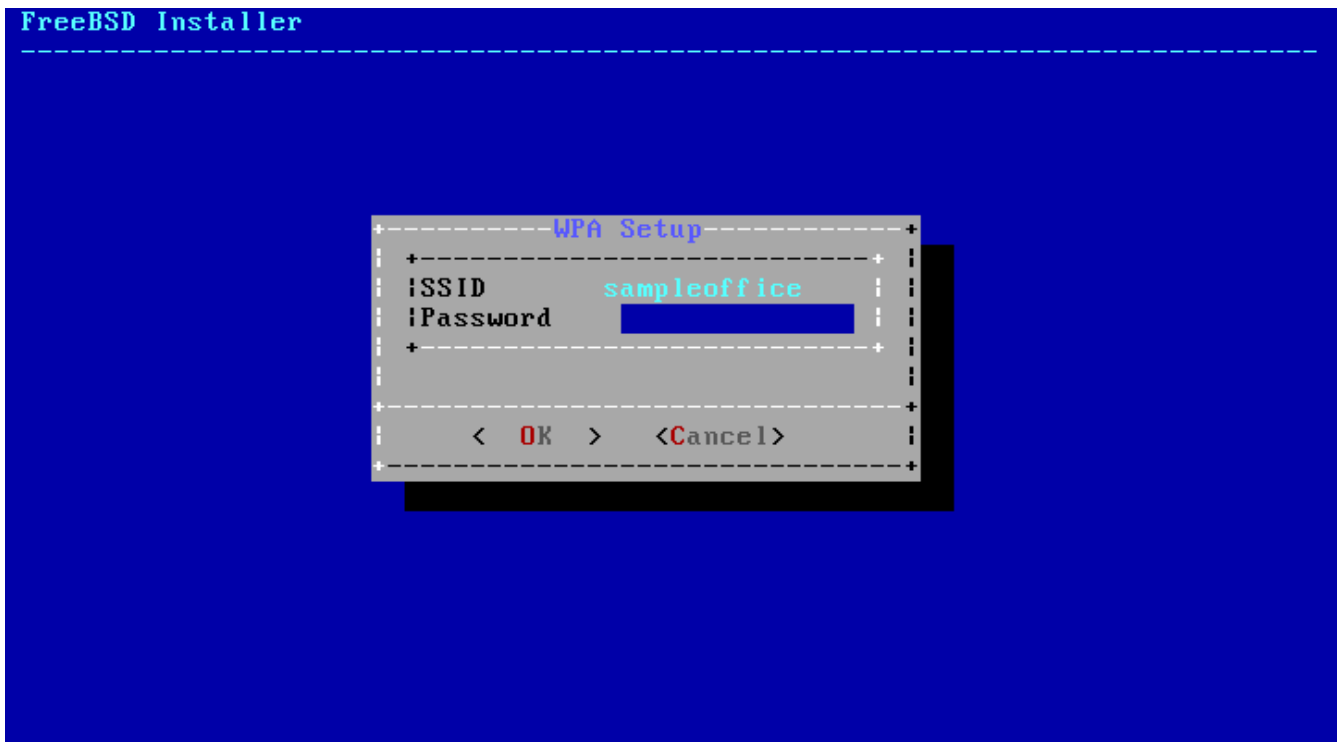 FreeBSD Installer
WPA Setup
SSID sampleoffice
Password
< OK > <Cancel>